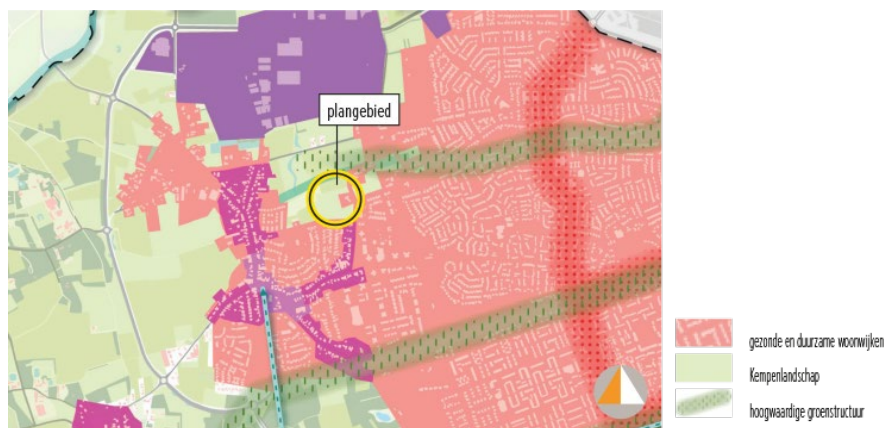 plangebied
gezonde en duurzame woonwijken
Kempenlandschap
hoogwaardige groenstructuur